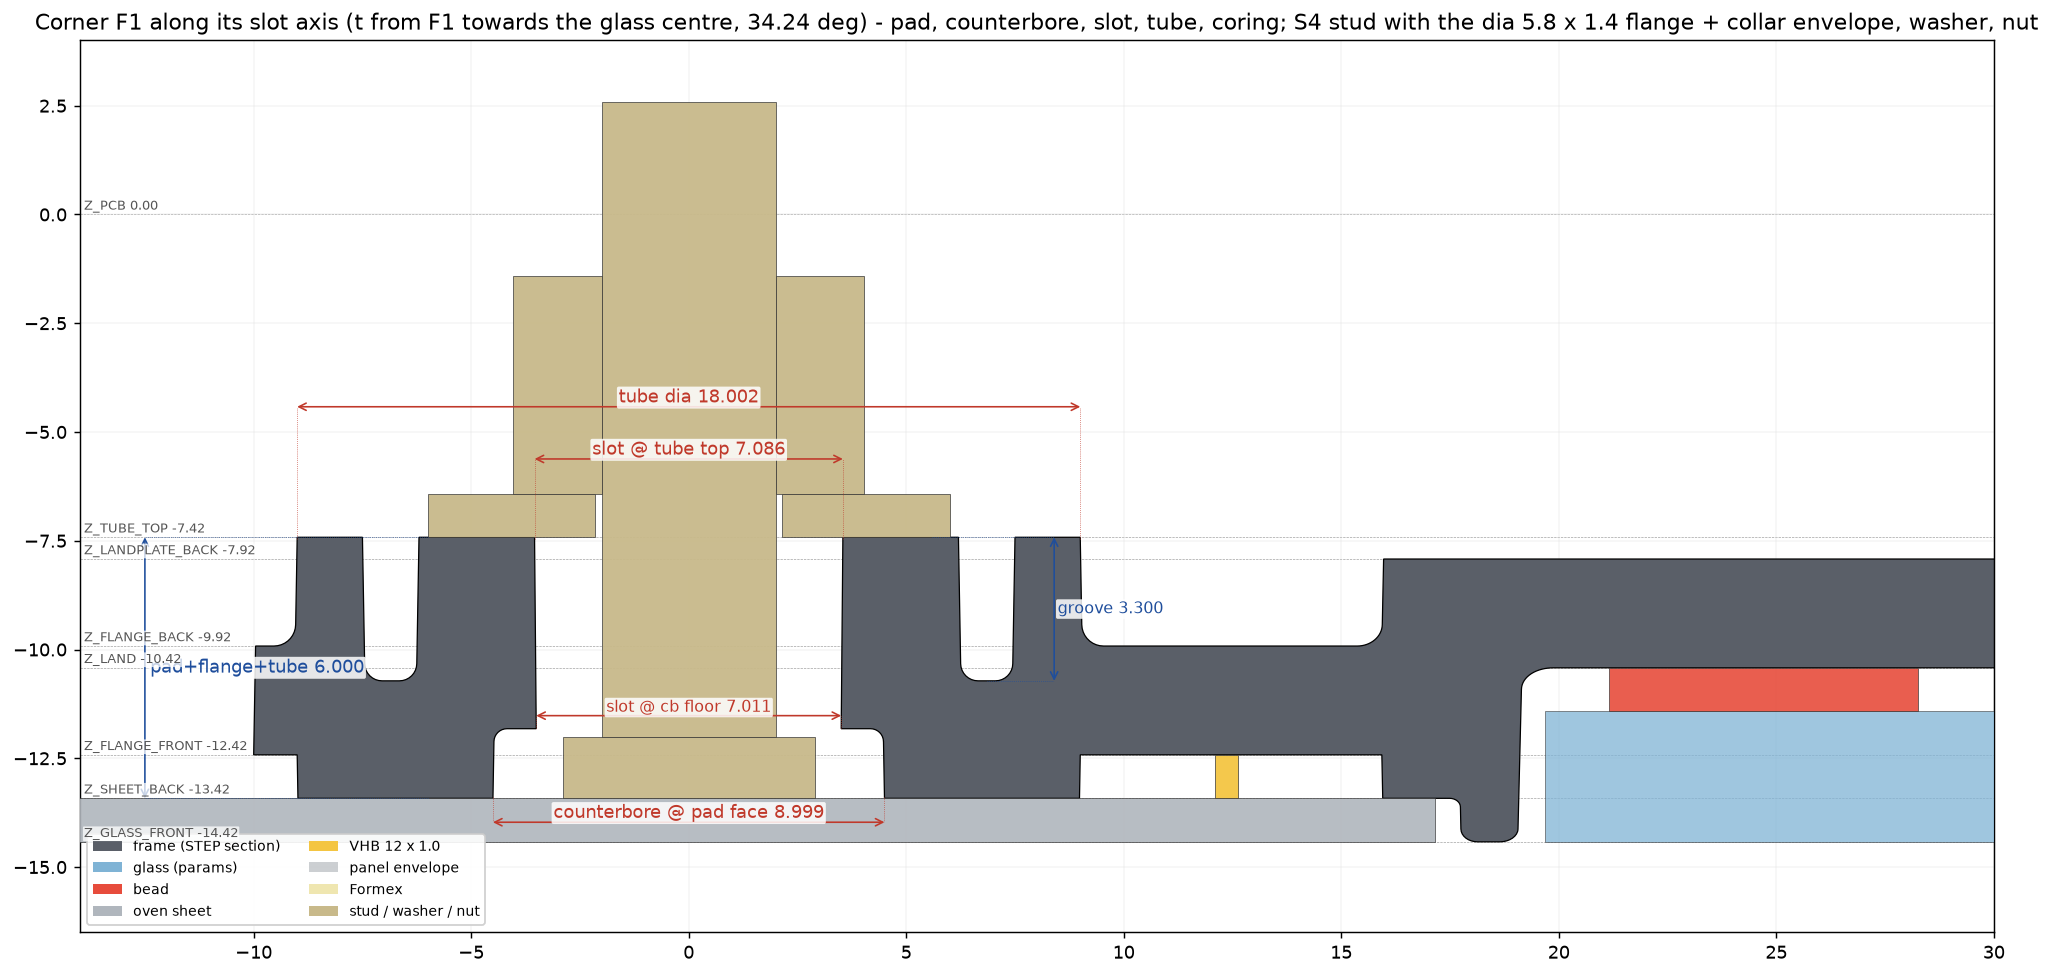 Corner F1 along its slot axis (t from F1 towards the glass centre, 34.24 deg) - pad, counterbore, slot, tube, coring; S4 stud with the dia 5.8 x 1.4 flange + collar envelope, washer, nut
2.5
Z_PCB 0.00
0.0
−2.5
tube dia 18.002
−5.0
slot @ tube top 7.086
Z_TUBE_TOP -7.42
−7.5
Z_LANDPLATE_BACK -7.92
groove 3.300
Z_FLANGE_BACK -9.92
−10.0
Z_LAND -10.42
pad+flange+tube 6.000
slot @ cb floor 7.011
Z_FLANGE_FRONT -12.42
−12.5
Z_SHEET_BACK -13.42
counterbore @ pad face 8.999
Z_GLASS_FRONT -14.42
−15.0
frame (STEP section)
glass (params)
bead
oven sheet
VHB 12 x 1.0
panel envelope
Formex
stud / washer / nut
−10 −5 0 5 10 15 20 25 30